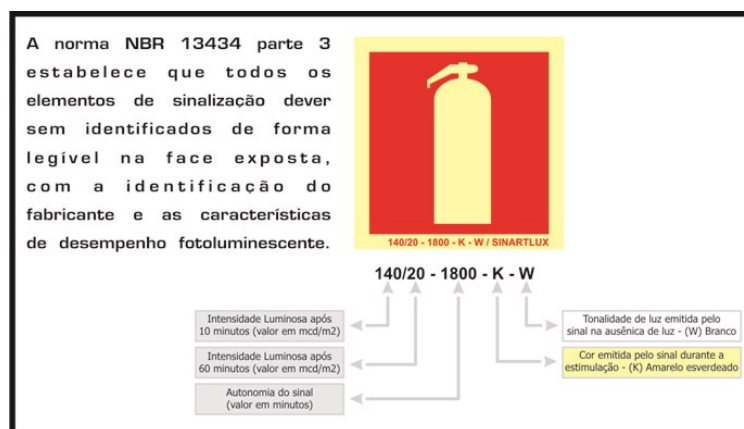 A norma NBR 13434 parte 3
estabelece que todos os
elementos de sinalização dever
sem identificados de forma
legível na face exposta,
com a identificação do
fabricante e as características
de desempenho fotoluminescente.
140/20 - 1800 - K - W / SINARTLUX
140/20 - 1800 - K - W
Intensidade Luminosa após
10 minutos (valor em mcd/m2)
Intensidade Luminosa após
60 minutos (valor em mcd/m2)
Autonomia do sinal
(valor em minutos)
Tonalidade de luz emitida pelo
sinal na ausênica de luz - (W) Branco
Cor emitida pelo sinal durante a
estimulação - (K) Amarelo esverdeado